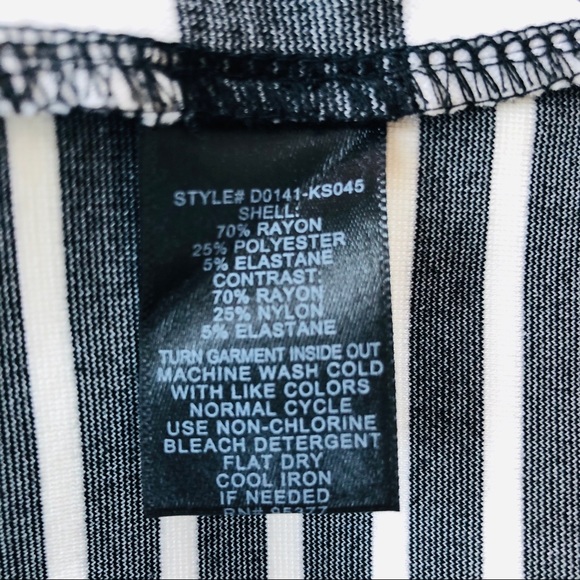 STYLE# D0141-KS045
SHELL:
70% RAYON
25% POLYESTER
5% ELASTANE
CONTRAST:
70% RAYON
25% NYLON
5% ELASTANE
TURN GARMENT INSIDE OUT
MACHINE WASH COLD
WITH LIKE COLORS
NORMAL CYCLE
USE NON-CHLORINE
BLEACH DETERGENT
FLAT DRY
COOL IRON
IF NEEDED
RN#